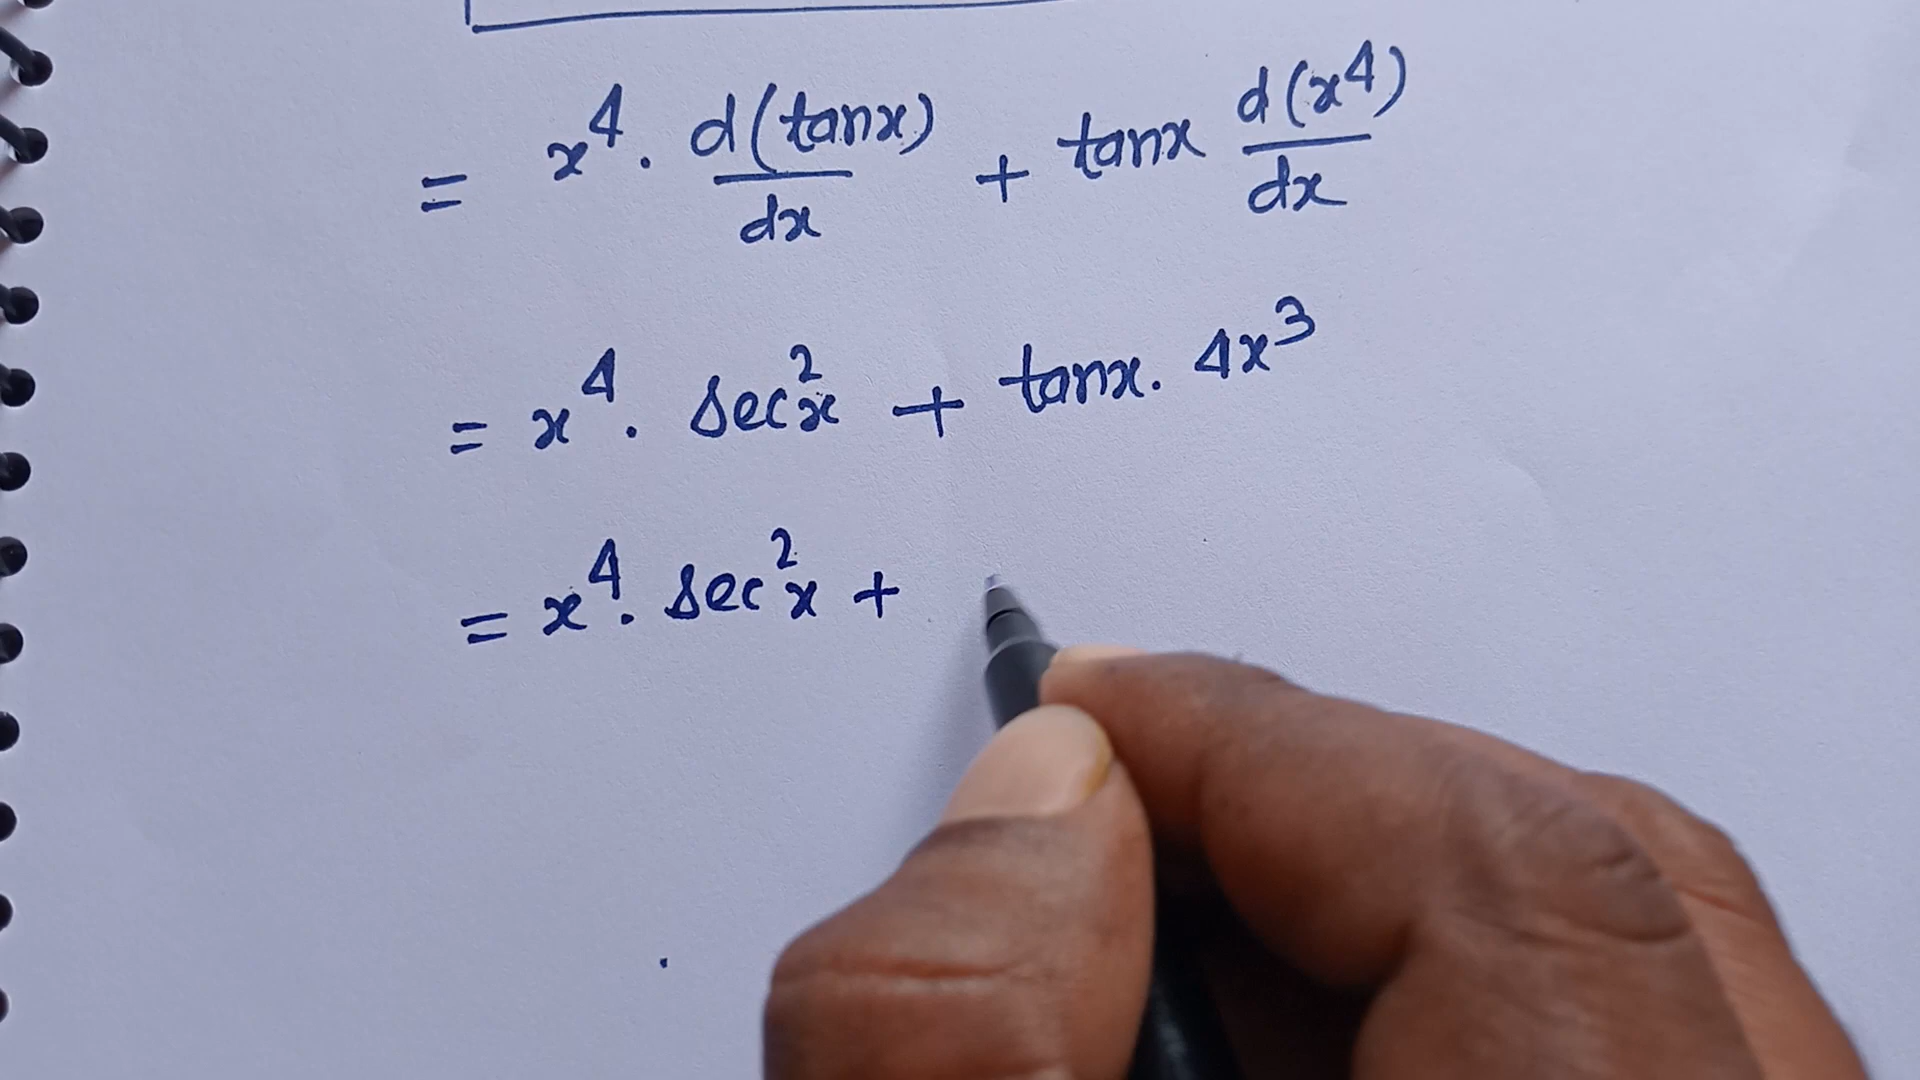 = x⁴. d(tanx)/dx + tanx d(x⁴)/dx
= x⁴. sec²x + tanx. 4x³
= x⁴. sec²x +